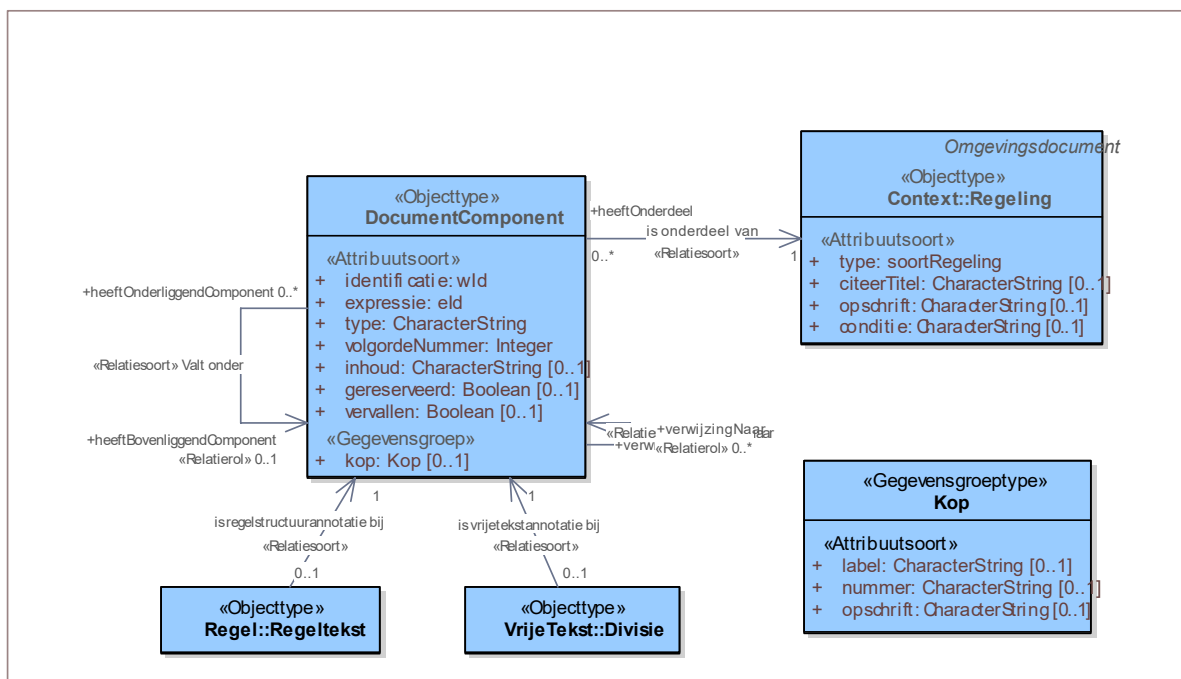 Omgevingsdocument
«Objecttype»
Context::Regeling
«Attribuutsoort»
+ type: soortRegeling
+ citeerTitel: CharacterString [0..1]
+ opschrift: CharacterString [0..1]
+ conditie: CharacterString [0..1]
«Objecttype»
DocumentComponent
«Attribuutsoort»
+ identificatie: wId
+ expressie: eId
+ type: CharacterString
+ volgordeNummer: Integer
+ inhoud: CharacterString [0..1]
+ gereserveerd: Boolean [0..1]
+ vervallen: Boolean [0..1]
«Gegevensgroep»
+ kop: Kop [0..1]
+heeftOnderdeel
is onderdeel van
0..* «Relatiesoort» 1
+heeftOnderliggendComponent 0..*
«Relatiesoort» Valt onder
+heeftBovenliggendComponent
«Relatierol» 0..1
+verwijzingNaar
«Relatierol» 0..*
1
is regelstructuurannotatie bij
«Relatiesoort»
0..1
1
is vrijetekstannotatie bij
«Relatiesoort»
0..1
«Objecttype»
Regel::Regeltekst
«Objecttype»
VrijeTekst::Divisie
«Gegevensgroeptype»
Kop
«Attribuutsoort»
+ label: CharacterString [0..1]
+ nummer: CharacterString [0..1]
+ opschrift: CharacterString [0..1]